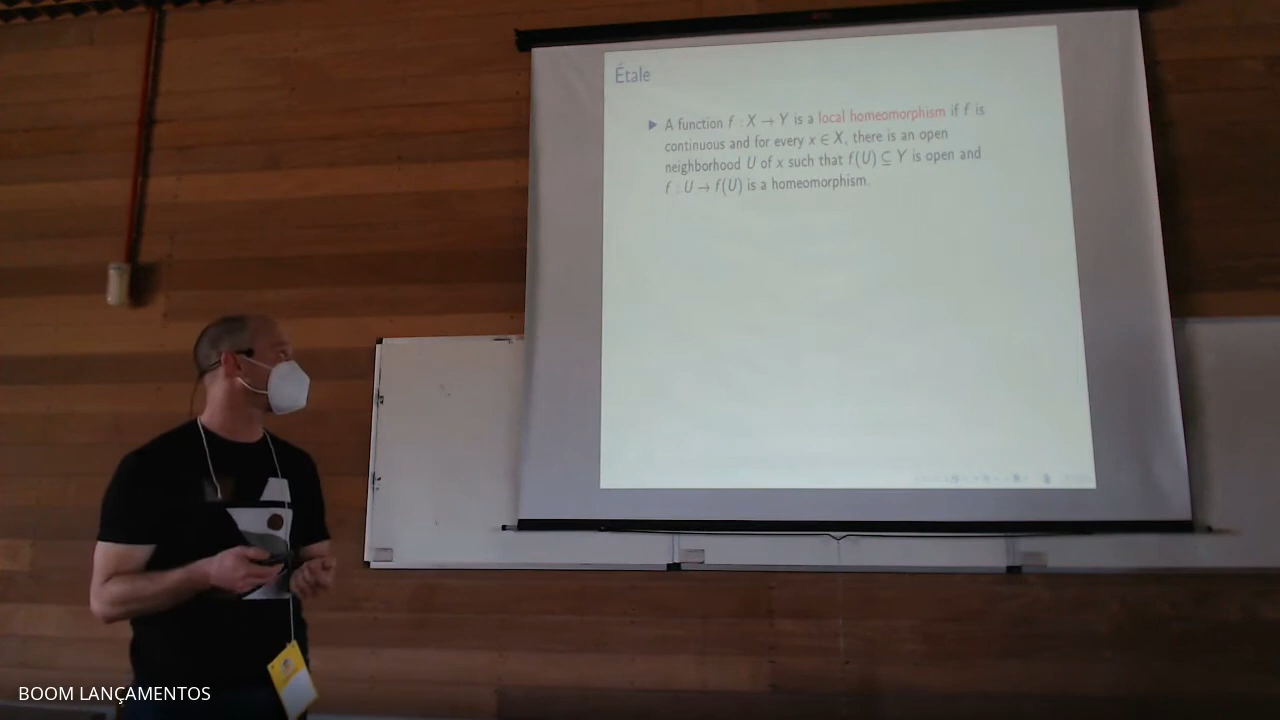 Étale
A function f : X → Y is a local homeomorphism if f is
continuous and for every x ∈ X, there is an open
neighborhood U of x such that f(U) ⊆ Y is open and
f : U → f(U) is a homeomorphism.
BOOM LANÇAMENTOS